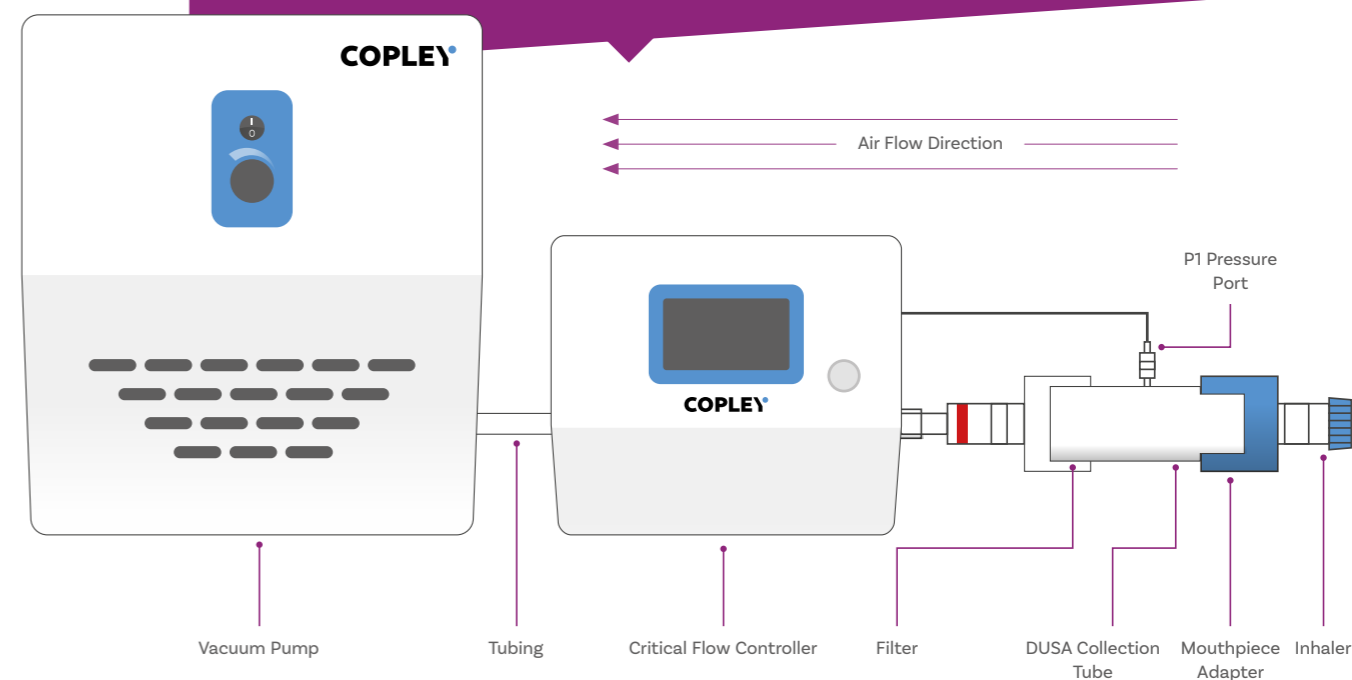 COPLEY
I
0
Air Flow Direction
P1 Pressure
Port
COPLEY
Vacuum Pump
Tubing
Critical Flow Controller
Filter
DUSA Collection
Tube
Mouthpiece
Adapter
Inhaler